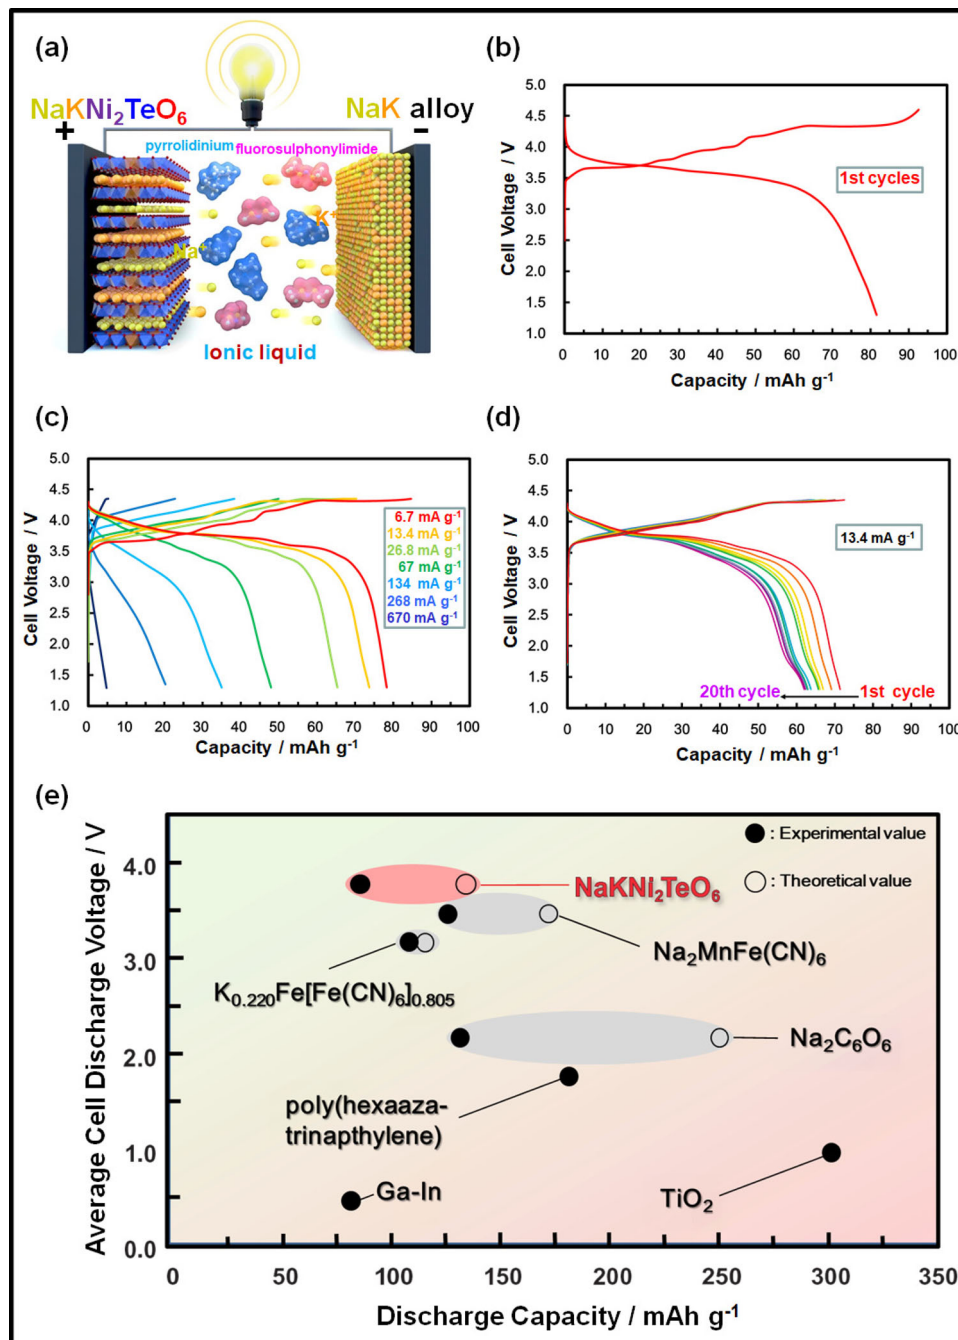 (a)
NaKNi₂TeO₆
NaK alloy
+
-
pyrrolidinium
fluorosulphonylimide
K⁺
Na⁺
Ionic liquid
(b)
Cell Voltage / V
5.0
4.5
4.0
3.5
3.0
2.5
2.0
1.5
1.0
1st cycles
0 10 20 30 40 50 60 70 80 90 100
Capacity / mAh g⁻¹
(c)
Cell Voltage / V
5.0
4.5
4.0
3.5
3.0
2.5
2.0
1.5
1.0
6.7 mA g⁻¹
13.4 mA g⁻¹
26.8 mA g⁻¹
67 mA g⁻¹
134 mA g⁻¹
268 mA g⁻¹
670 mA g⁻¹
0 10 20 30 40 50 60 70 80 90 100
Capacity / mAh g⁻¹
(d)
Cell Voltage / V
5.0
4.5
4.0
3.5
3.0
2.5
2.0
1.5
1.0
13.4 mA g⁻¹
20th cycle
1st cycle
0 10 20 30 40 50 60 70 80 90 100
Capacity / mAh g⁻¹
(e)
Average Cell Discharge Voltage / V
4.0
3.0
2.0
1.0
0.0
: Experimental value
: Theoretical value
NaKNi₂TeO₆
Na₂MnFe(CN)₆
K₀.₂₂₀Fe[Fe(CN)₆]₀.₈₀₅
Na₂C₆O₆
poly(hexaaza-
trinapthylene)
Ga-In
TiO₂
0 50 100 150 200 250 300 350
Discharge Capacity / mAh g⁻¹